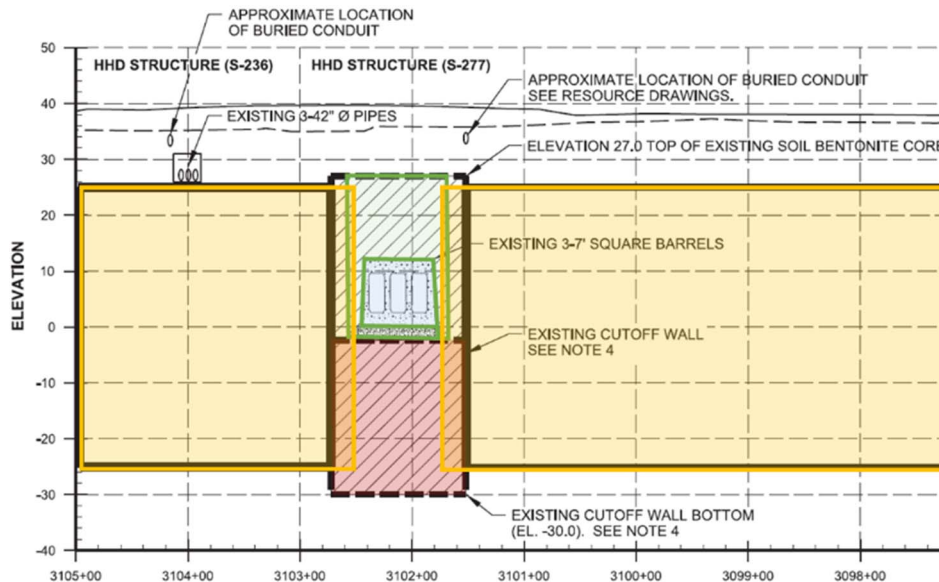 APPROXIMATE LOCATION
OF BURIED CONDUIT
50
HHD STRUCTURE (S-236)
HHD STRUCTURE (S-277)
APPROXIMATE LOCATION OF BURIED CONDUIT
SEE RESOURCE DRAWINGS.
40
EXISTING 3-42" Ø PIPES
30
ELEVATION 27.0 TOP OF EXISTING SOIL BENTONITE CORE
20
EXISTING 3-7' SQUARE BARRELS
10
ELEVATION
0
EXISTING CUTOFF WALL
SEE NOTE 4
-10
-20
-30
EXISTING CUTOFF WALL BOTTOM
(EL. -30.0). SEE NOTE 4
-40
3105+00
3104+00
3103+00
3102+00
3101+00
3100+00
3099+00
3098+00